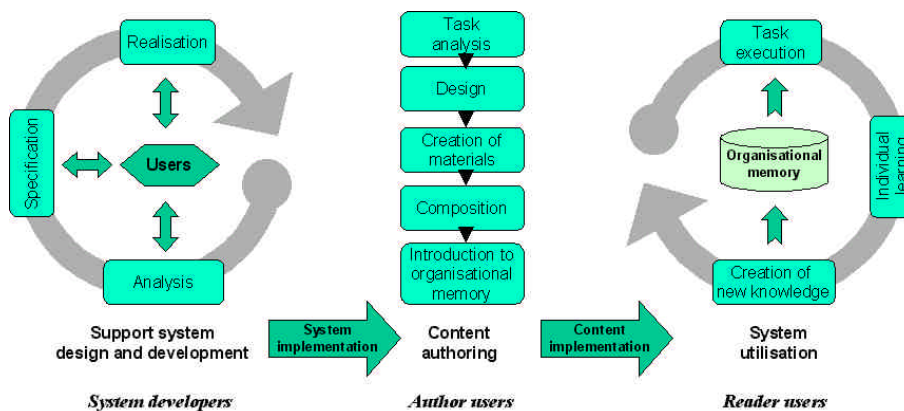 Realisation
Specification
Users
Analysis
Support system
design and development
System developers
System
implementation
Task
analysis
Design
Creation of
materials
Composition
Introduction to
organisational
memory
Content
authoring
Author users
Content
implementation
Task
execution
Organisational
memory
Individual
learning
Creation of
new knowledge
System
utilisation
Reader users